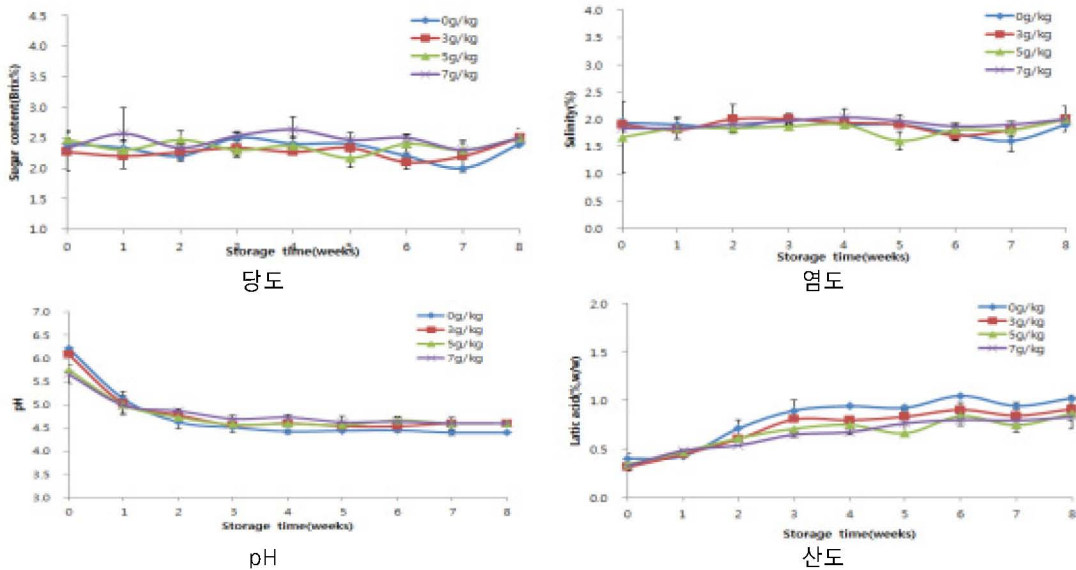 4.5
4.0
3.5
3.0
2.5
2.0
1.5
1.0
Sugar content(Brix%)
0g/kg
3g/kg
5g/kg
7g/kg
0 1 2 3 4 5 6 7 8
Storage time(weeks)
당도
4.0
3.5
3.0
2.5
2.0
1.5
1.0
0.5
0.0
Salinity(%)
0g/kg
3g/kg
5g/kg
7g/kg
0 1 2 3 4 5 6 7 8
Storage time(weeks)
염도
7.0
6.0
5.5
5.0
4.5
4.0
3.5
3.0
pH
0g/kg
3g/kg
5g/kg
7g/kg
0 1 2 3 4 5 6 7 8
Storage time(weeks)
pH
2.0
1.5
1.0
0.5
0.0
Latic acid(%,w/w)
0g/kg
3g/kg
5g/kg
7g/kg
0 1 2 3 4 5 6 7 8
Storage time(weeks)
산도